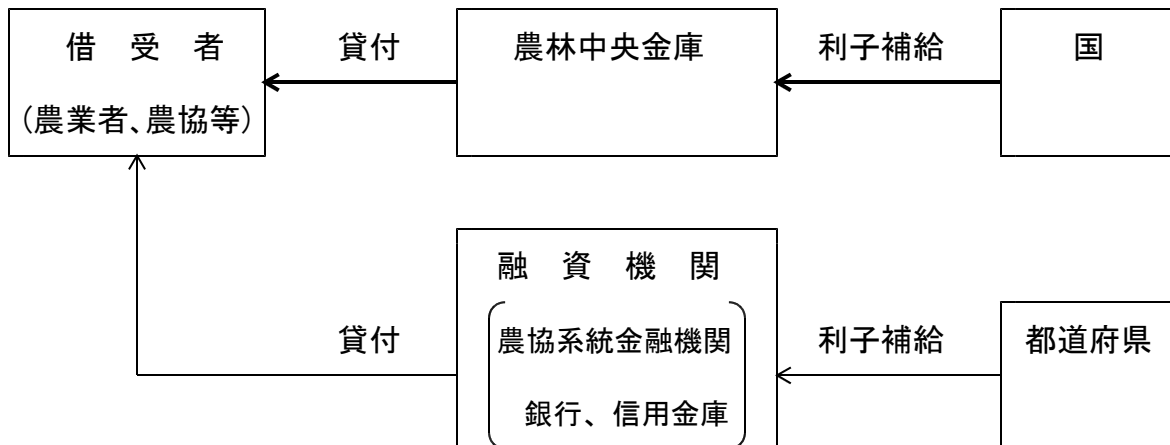 借 受 者
(農業者、農協等)
貸付
農林中央金庫
利子補給
国
貸付
融 資 機 関
農協系統金融機関
銀行、信用金庫
利子補給
都道府県